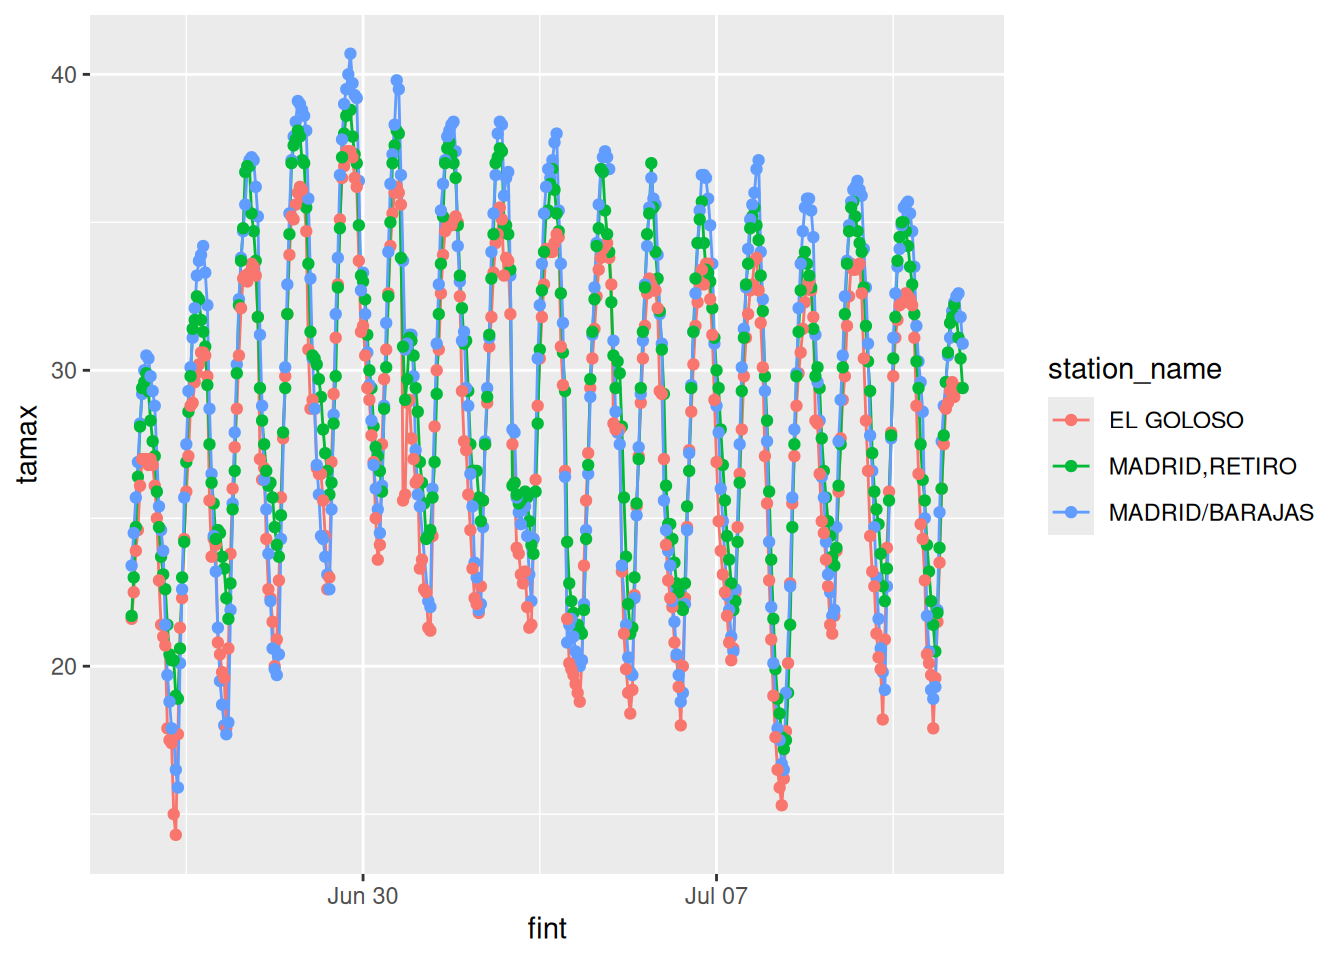 tamax
40
30
20
Jun 30
Jul 07
fint
station_name
EL GOLOSO
MADRID,RETIRO
MADRID/BARAJAS